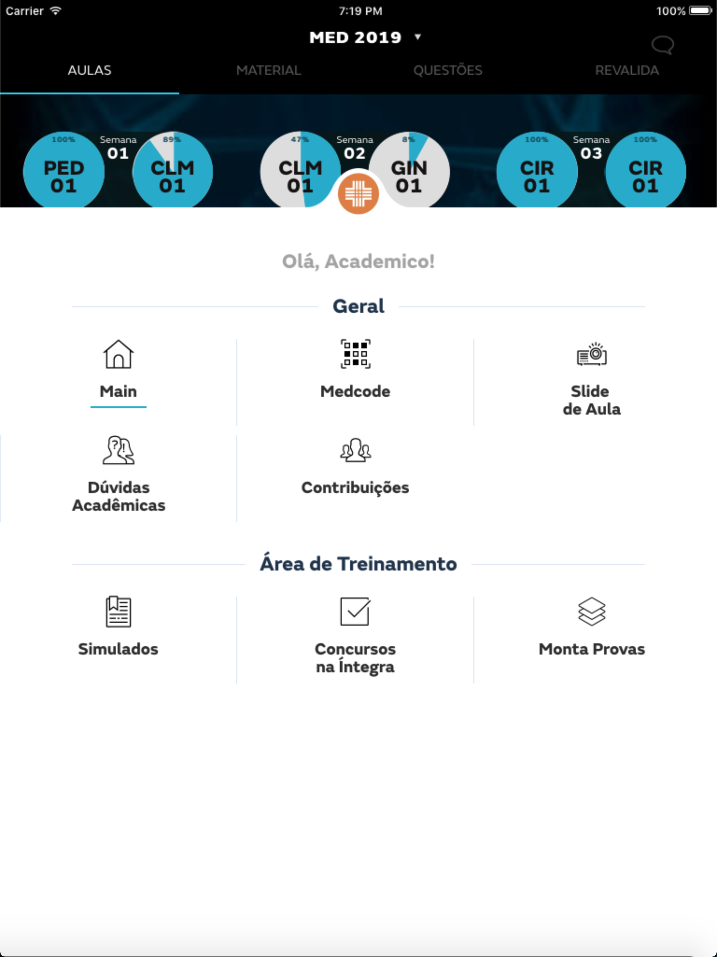 Carrier 7:19 PM 100%
MED 2019
AULAS MATERIAL QUESTÕES REVALIDA
100% Semana 89% 47% Semana 8% 100% Semana 100%
01 02 03
PED CLM CLM GIN CIR CIR
01 01 01 01 01 01
Olá, Academico!
Geral
Main Medcode Slide
de Aula
Dúvidas Contribuições
Acadêmicas
?!
Área de Treinamento
Simulados Concursos Monta Provas
na Íntegra